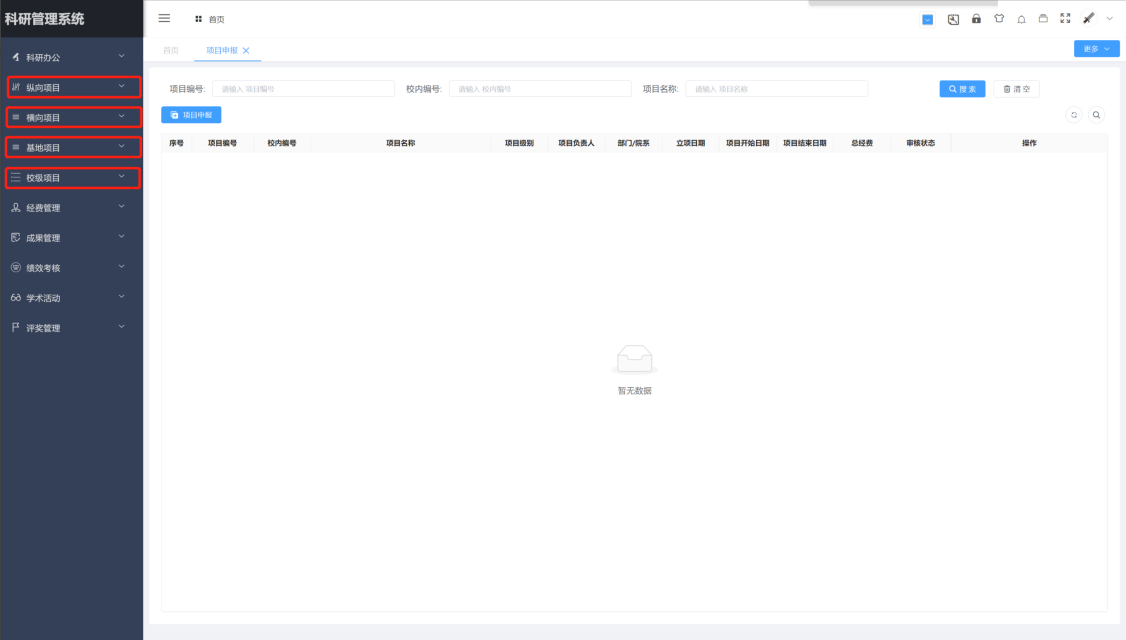 科研管理系统
首页
首页
项目申报
更多
科研办公
纵向项目
横向项目
基地项目
校级项目
经费管理
成果管理
绩效考核
学术活动
评奖管理
项目编号: 请输入 项目编号
校内编号: 请输入 校内编号
项目名称: 请输入 项目名称
搜 索
清 空
项目申报
序号 项目编号 校内编号 项目名称 项目级别 项目负责人 部门/院系 立项日期 项目开始日期 项目结束日期 总经费 审核状态 操作
暂无数据